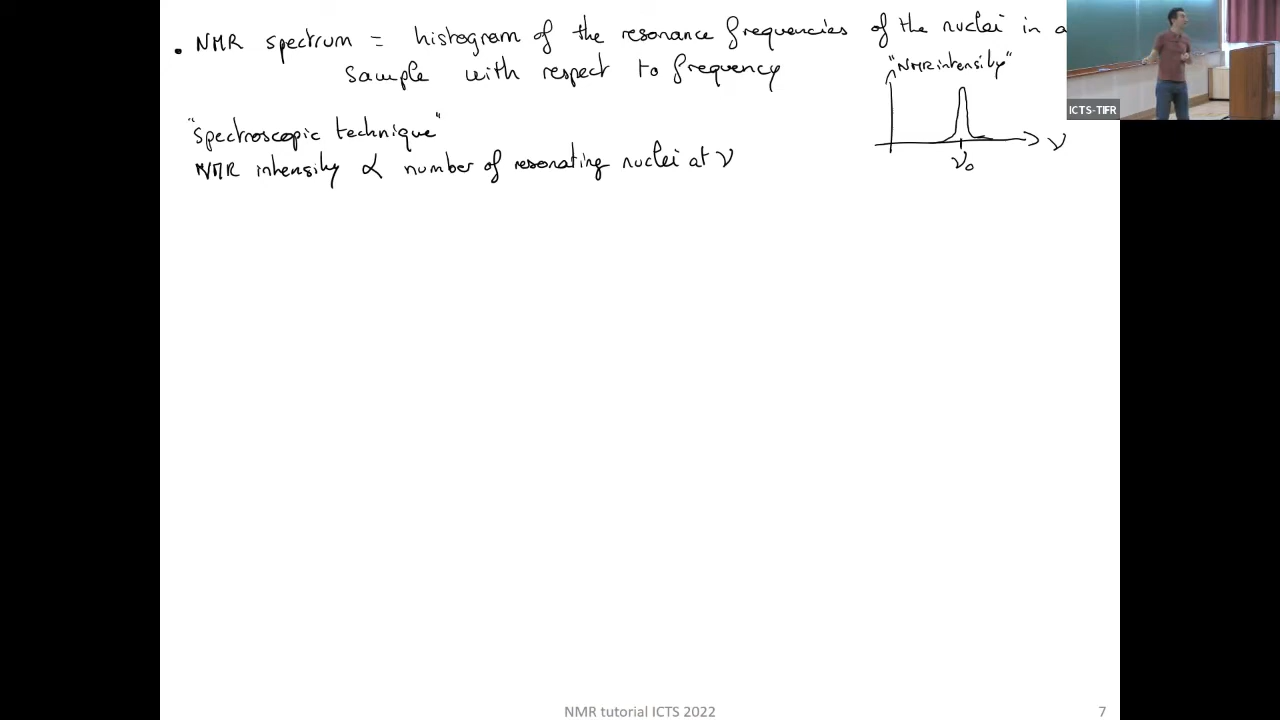 • NMR spectrum = histogram of the resonance frequencies of the nuclei in a
sample with respect to frequency
"NMR intensity"
"spectroscopic technique"
NMR intensity ∝ number of resonating nuclei at ν
ν
ν₀
ICTS-TIFR
NMR tutorial ICTS 2022
7